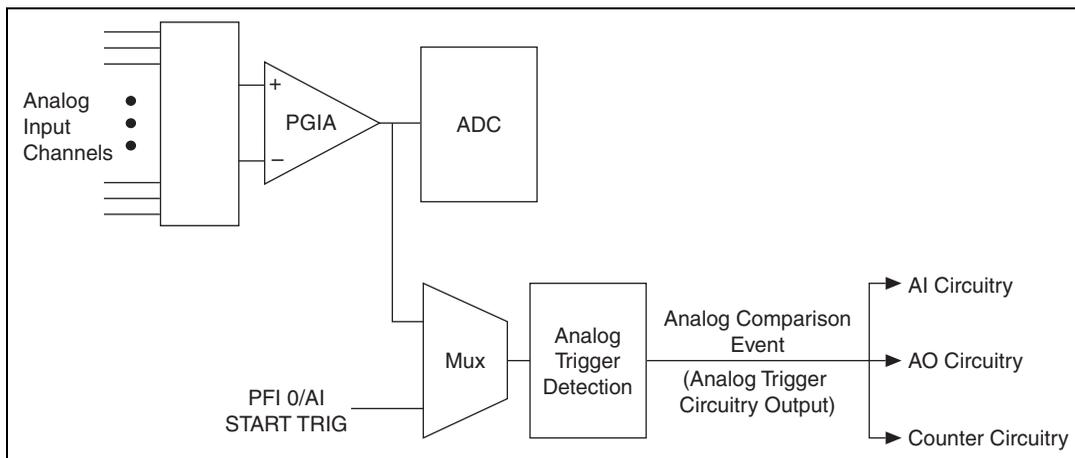 Analog
Input
Channels
+
PGIA
−
ADC
Mux
PFI 0/AI
START TRIG
Analog
Trigger
Detection
Analog Comparison
Event
(Analog Trigger
Circuitry Output)
AI Circuitry
AO Circuitry
Counter Circuitry